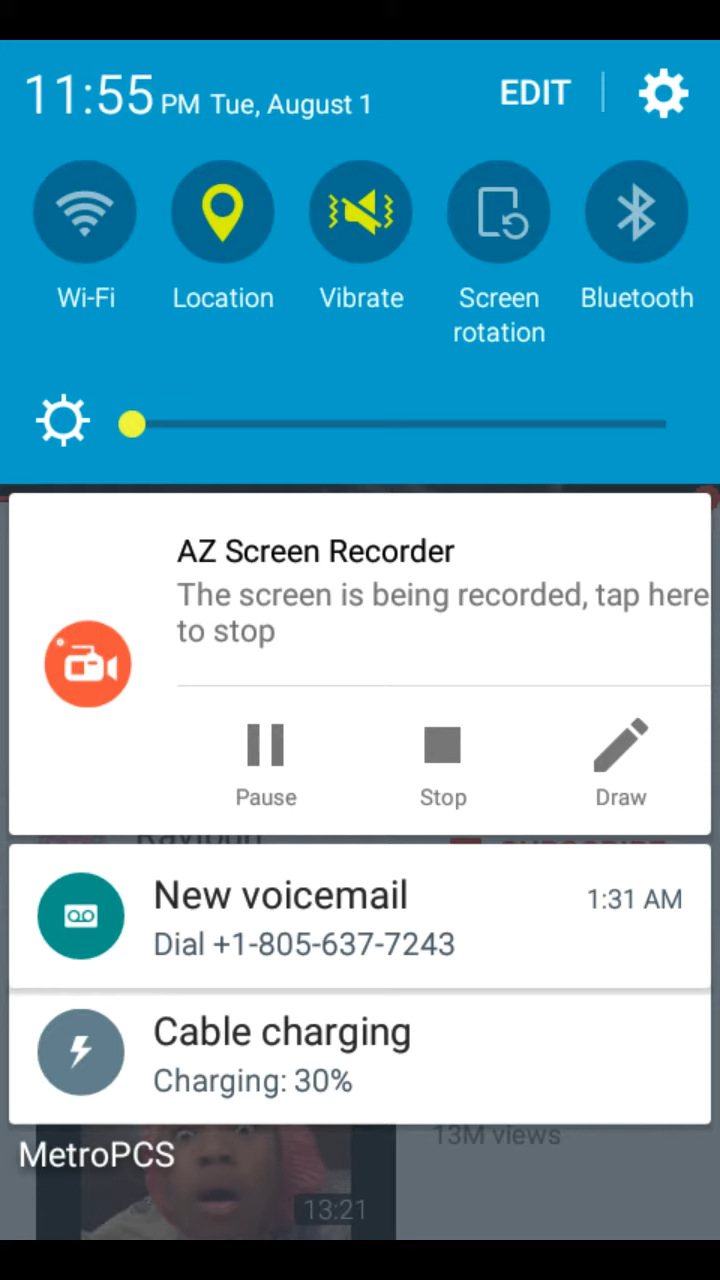 11:55 PM Tue, August 1 EDIT
Wi-Fi Location Vibrate Screen rotation Bluetooth
AZ Screen Recorder
The screen is being recorded, tap here
to stop
Pause Stop Draw
New voicemail 1:31 AM
Dial +1-805-637-7243
Cable charging
Charging: 30%
13M views
MetroPCS
13:21